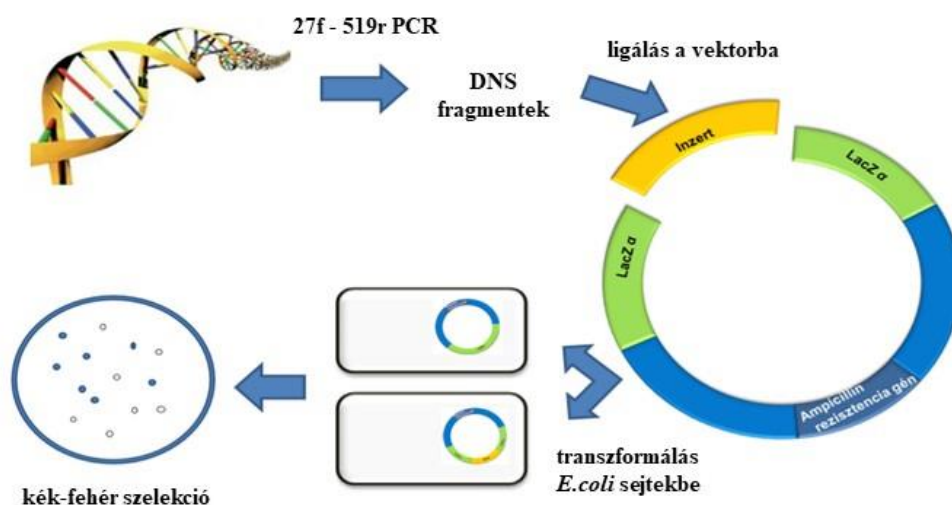 27f - 519r PCR
DNS
fragmentek
ligálás a vektorba
Inzert
LacZ α
LacZ α
Ampicillin
rezisztencia gén
transzformálás
E.coli sejtekbe
kék-fehér szelekció